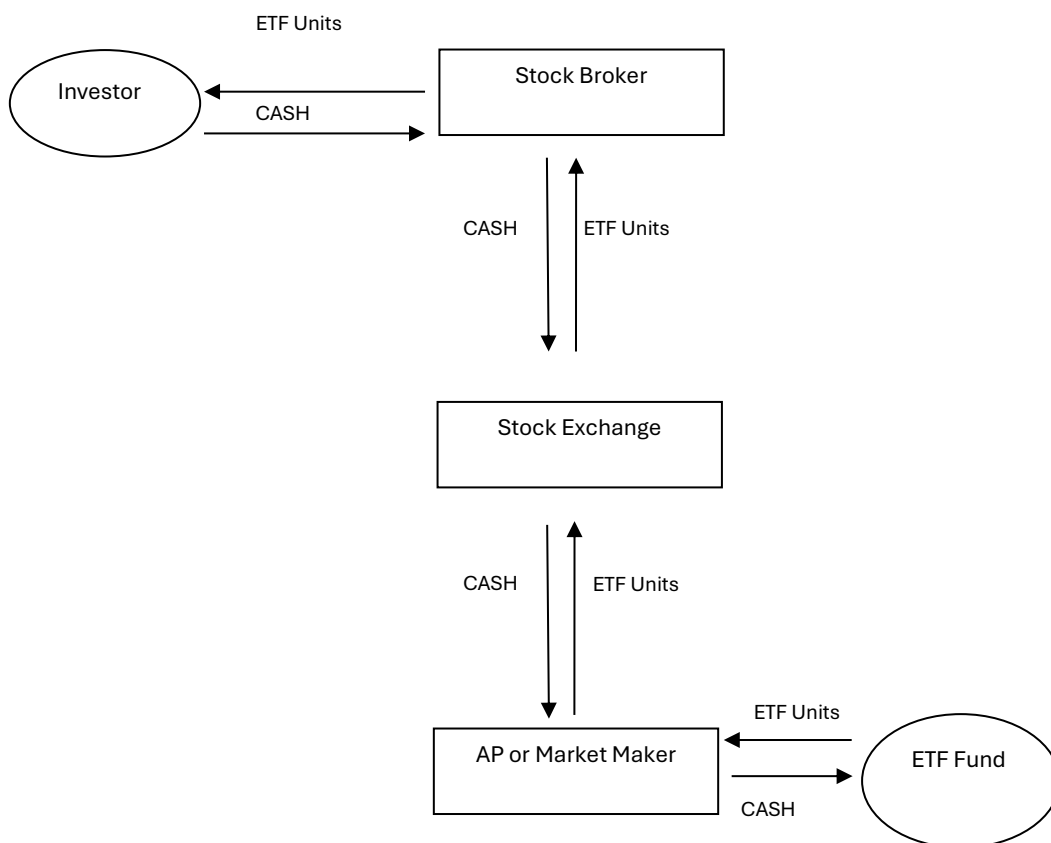 ETF Units
Investor
Stock Broker
CASH
CASH
ETF Units
Stock Exchange
CASH
ETF Units
ETF Units
AP or Market Maker
ETF Fund
CASH